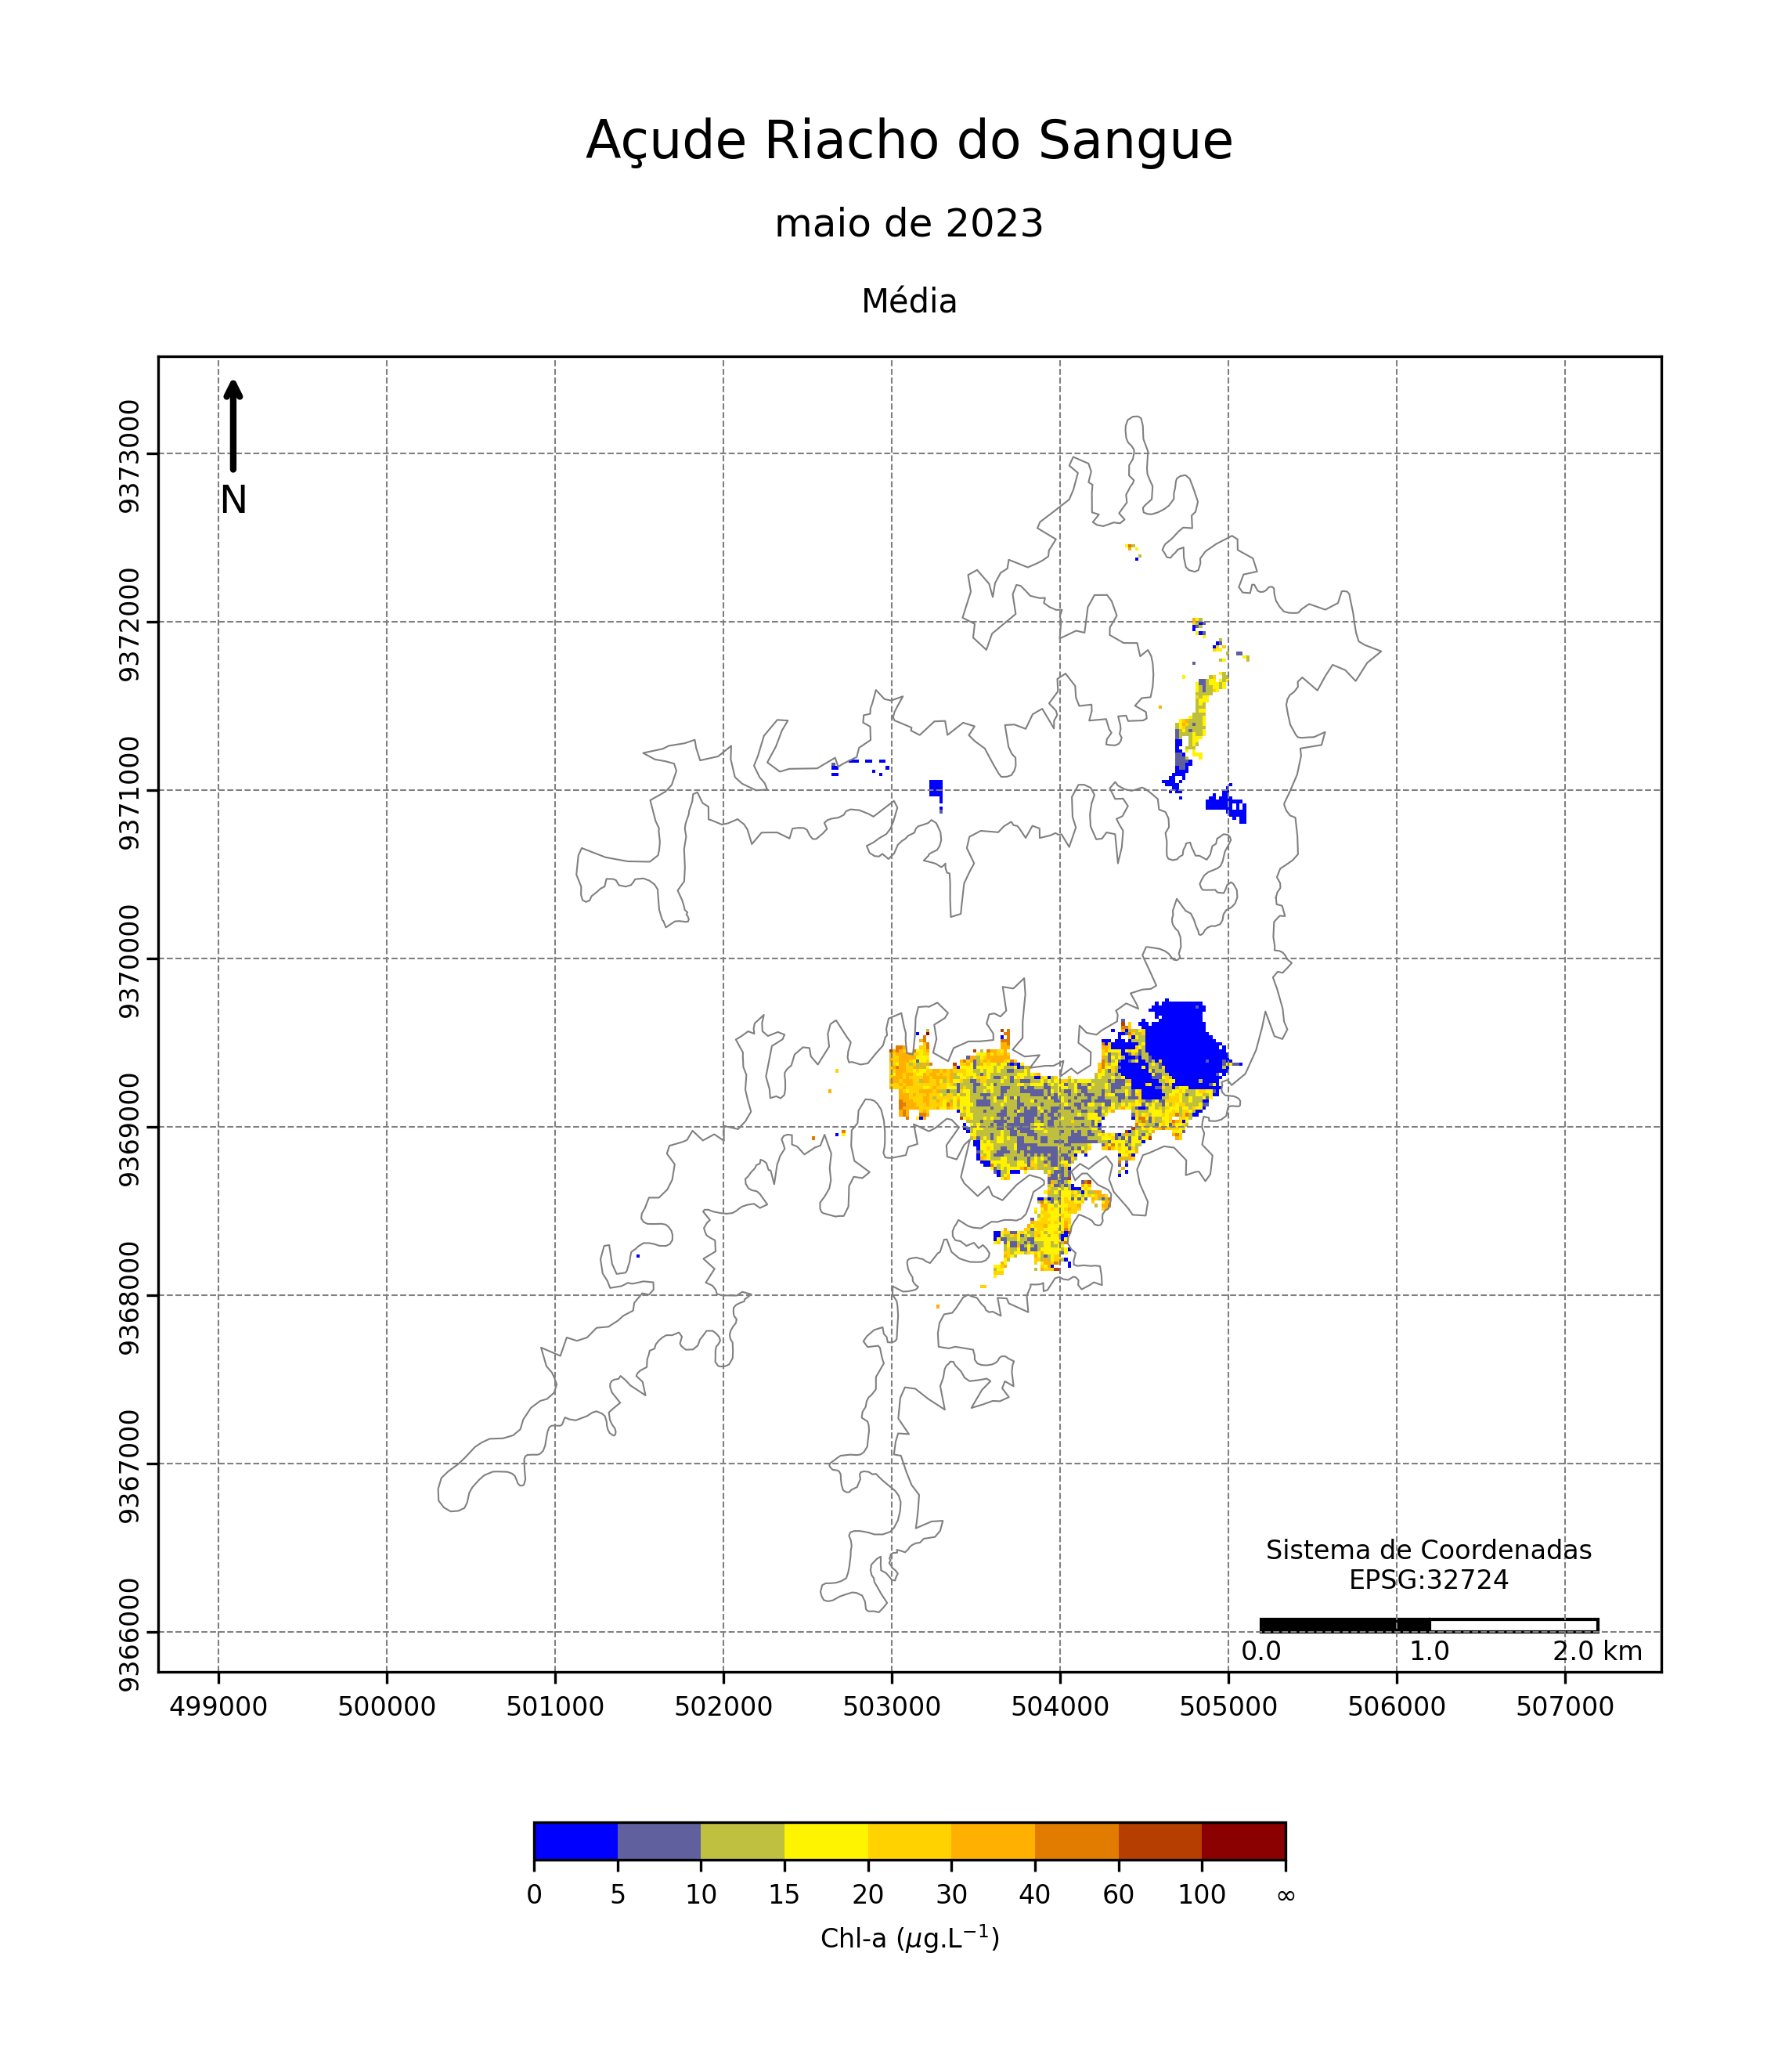 Açude Riacho do Sangue
maio de 2023
Média
N
9373000
9372000
9371000
9370000
9369000
9368000
9367000
9366000
Sistema de Coordenadas
EPSG:32724
0.0 1.0 2.0 km
499000 500000 501000 502000 503000 504000 505000 506000 507000
0 5 10 15 20 30 40 60 100 ∞
Chl-a (μg.L⁻¹)